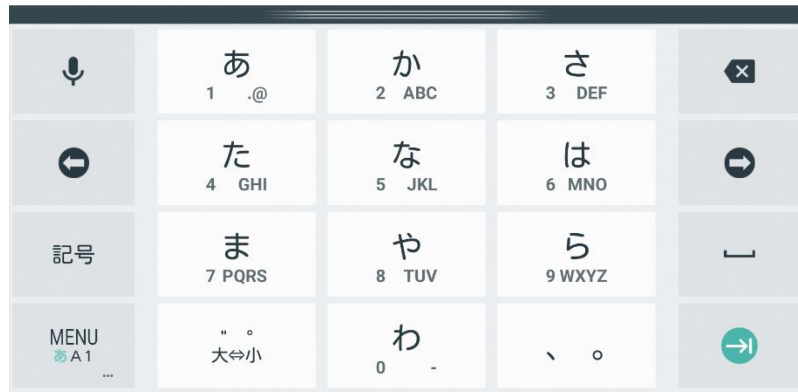 あ か さ
1 .@ 2 ABC 3 DEF
た な は
4 GHI 5 JKL 6 MNO
記号 ま や ら
7 PQRS 8 TUV 9 WXYZ
MENU " ° わ 、 。
あ A 1 大⇔小 0 -
...